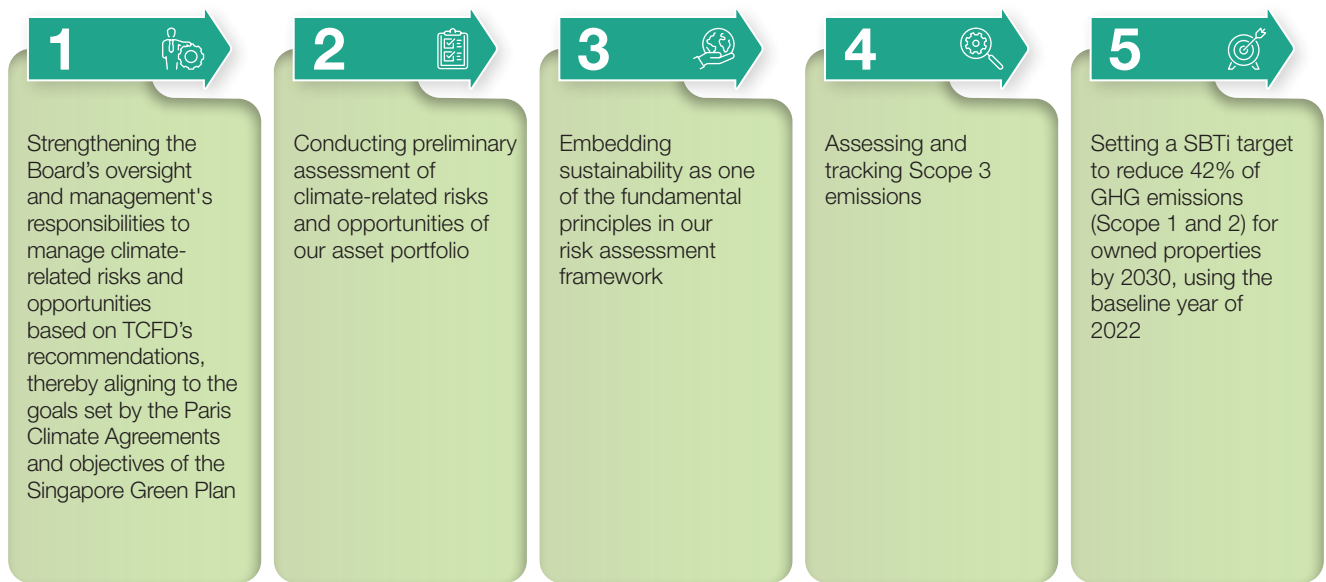 1
Strengthening the
Board’s oversight
and management's
responsibilities to
manage climate-
related risks and
opportunities
based on TCFD’s
recommendations,
thereby aligning to the
goals set by the Paris
Climate Agreements
and objectives of the
Singapore Green Plan
2
Conducting preliminary
assessment of
climate-related risks
and opportunities of
our asset portfolio
3
Embedding
sustainability as one
of the fundamental
principles in our
risk assessment
framework
4
Assessing and
tracking Scope 3
emissions
5
Setting a SBTi target
to reduce 42% of
GHG emissions
(Scope 1 and 2) for
owned properties
by 2030, using the
baseline year of
2022